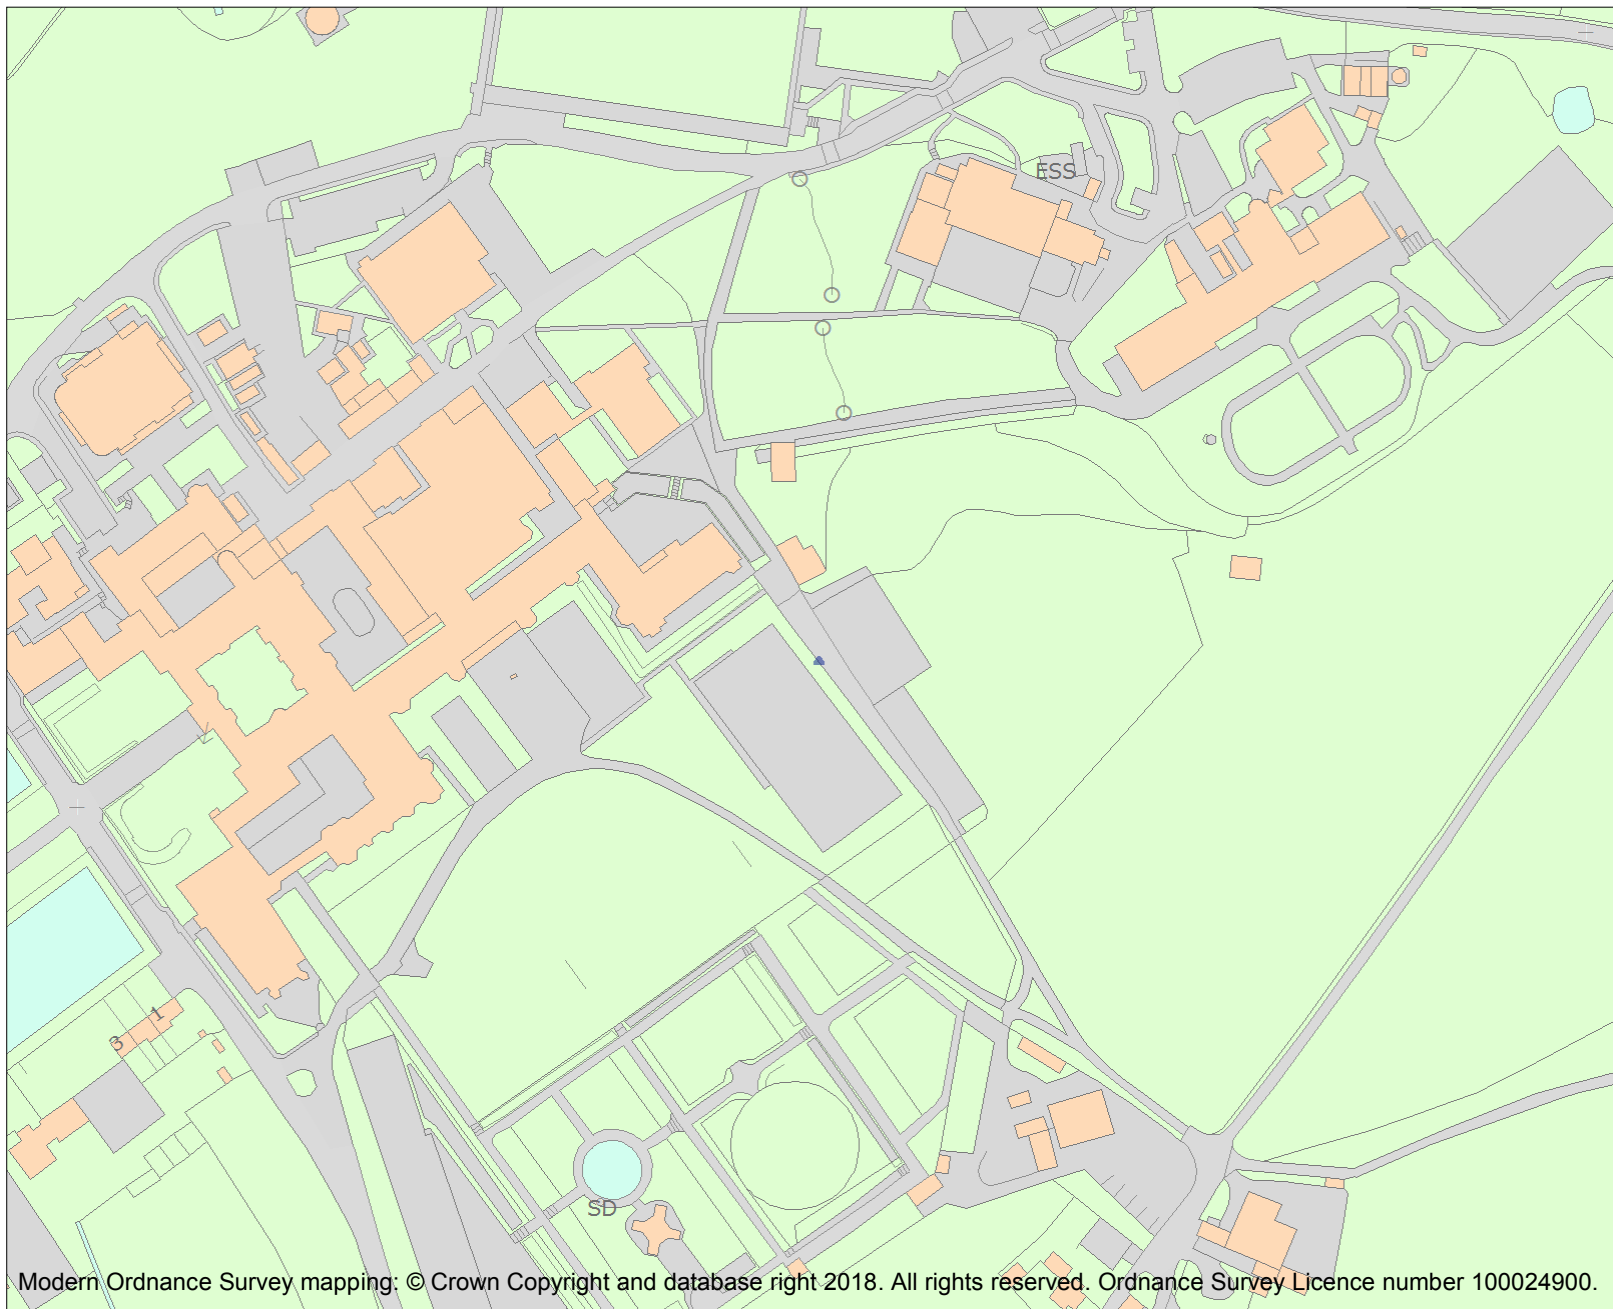 ESS
1
3
SD
Modern Ordnance Survey mapping: © Crown Copyright and database right 2018. All rights reserved. Ordnance Survey Licence number 100024900.